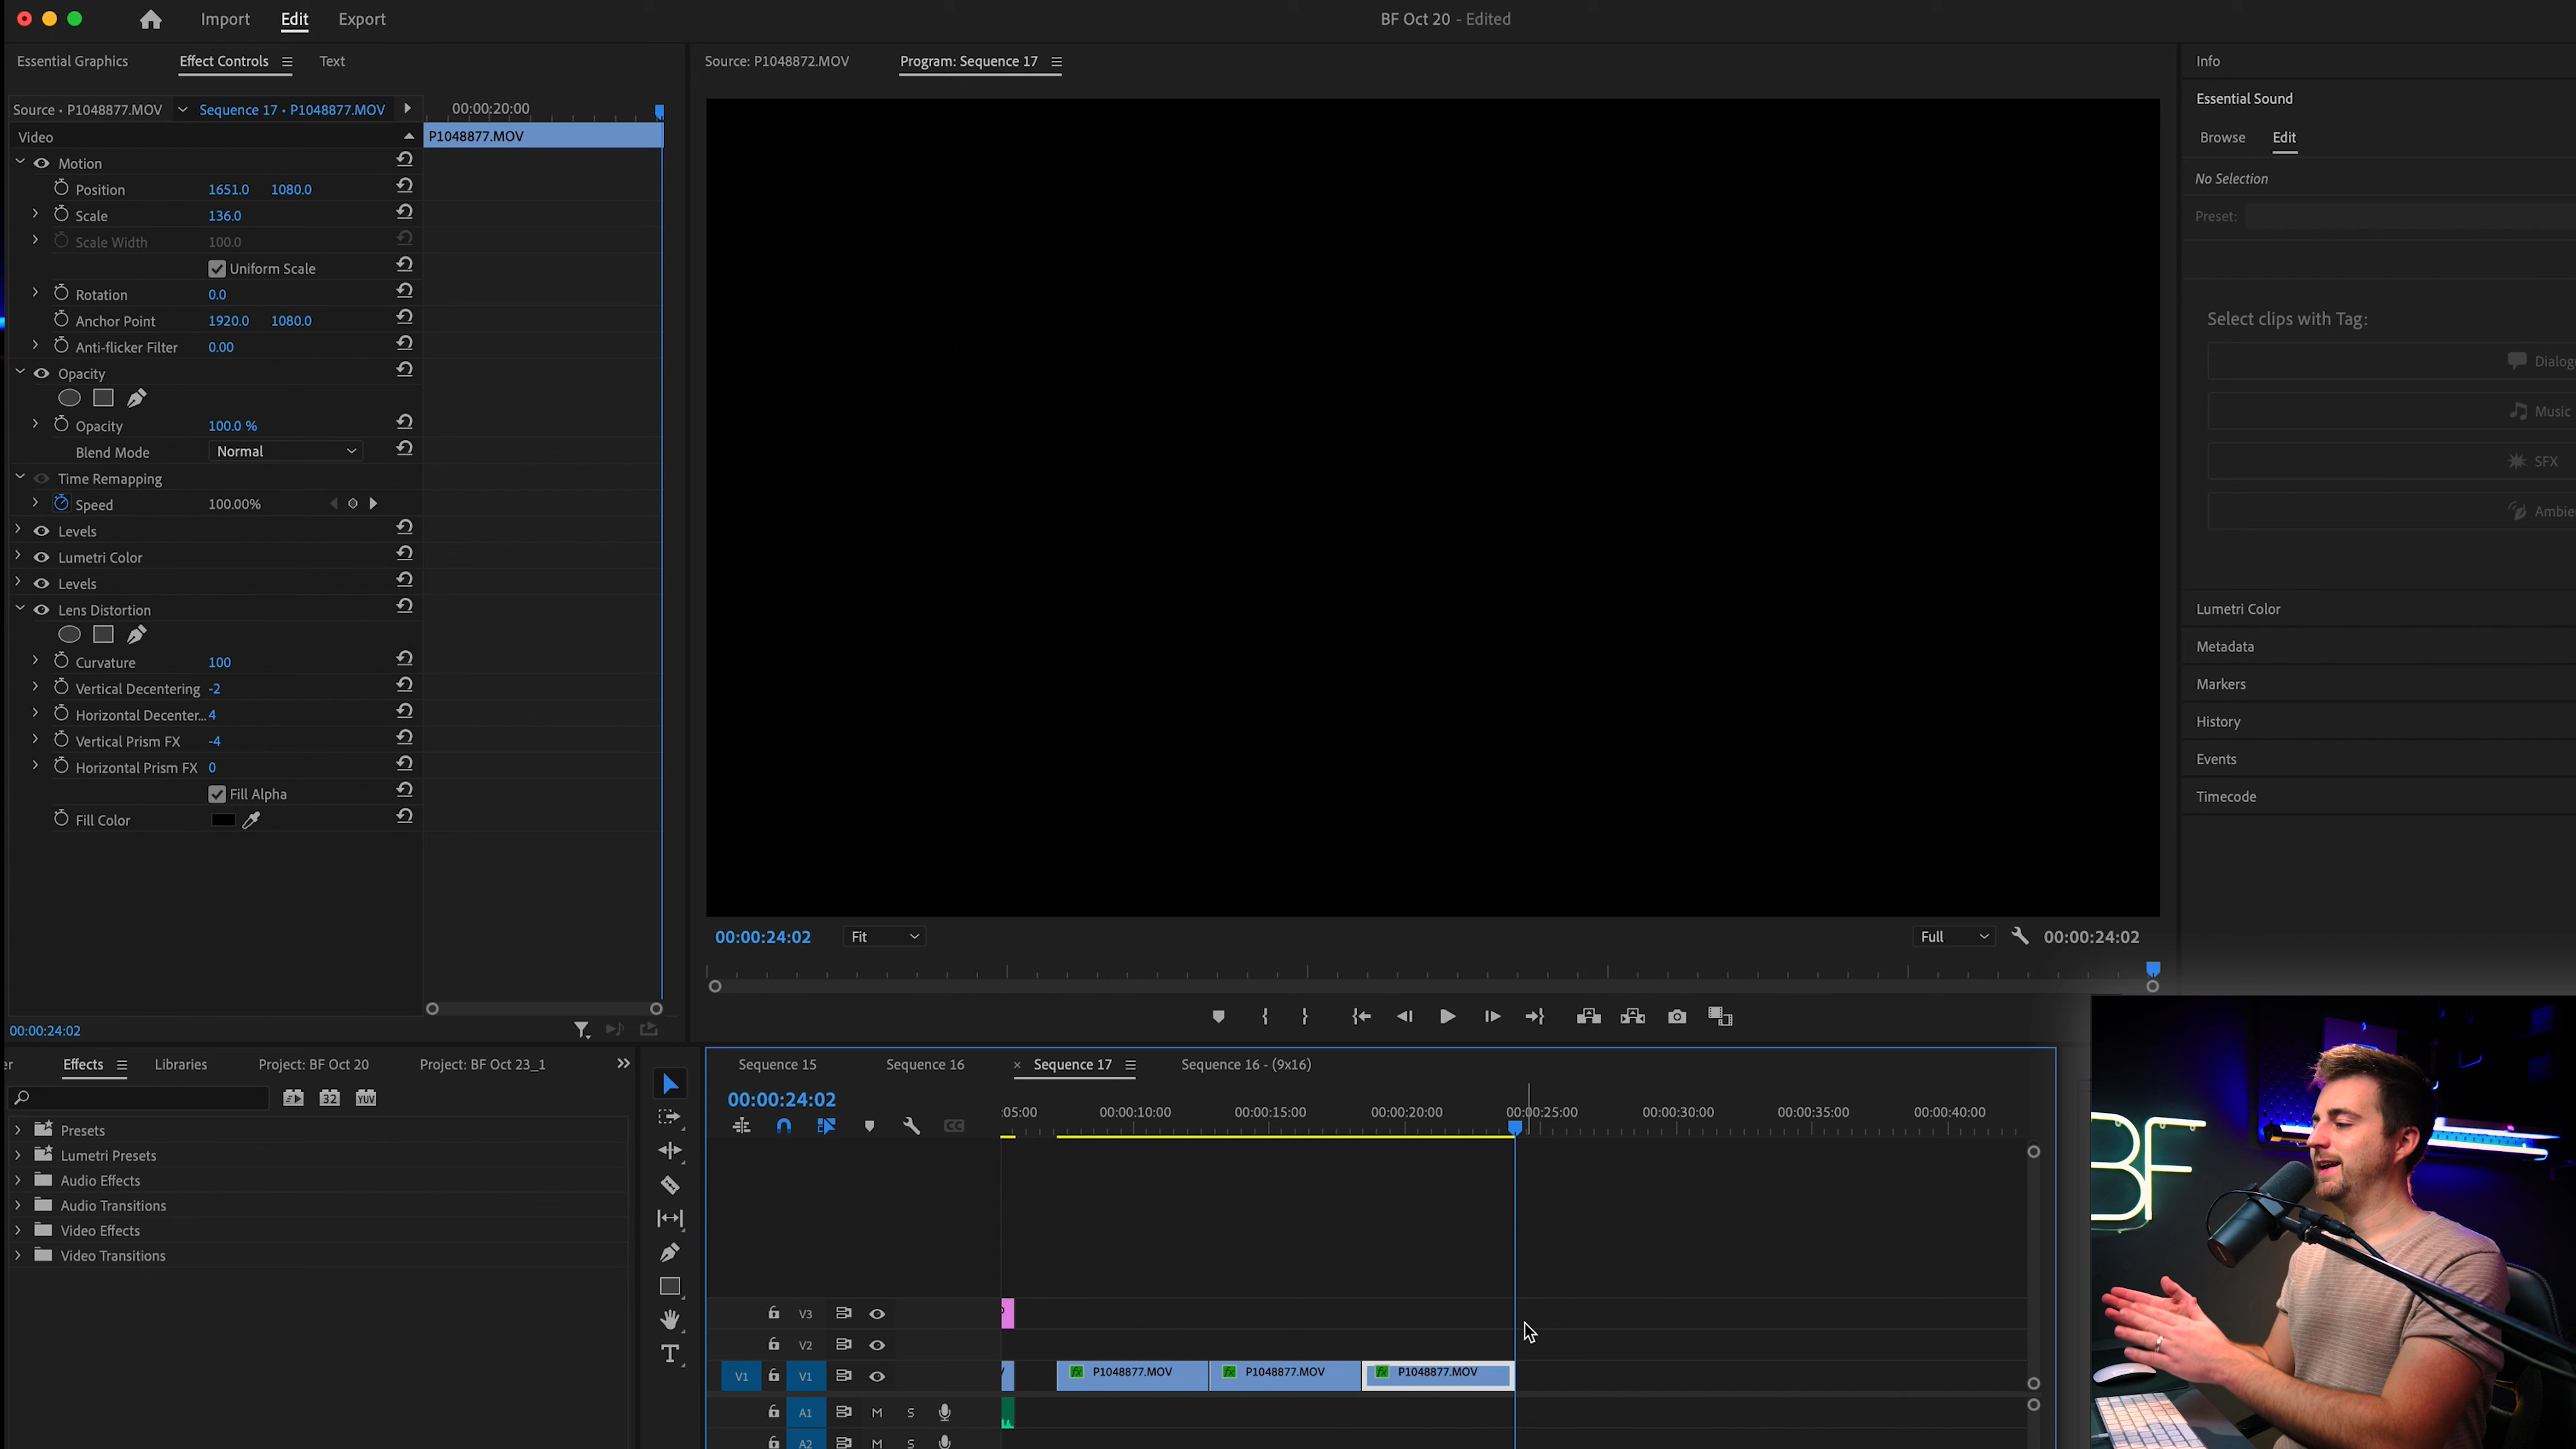 Import Edit Export BF Oct 20 - Edited
Essential Graphics Effect Controls Text Source: P1048872.MOV Program: Sequence 17 Info
Essential Sound
Source • P1048877.MOV Sequence 17 • P1048877.MOV 00:00:20:00
Video P1048877.MOV Browse Edit
Motion
No Selection
Position 1651.0 1080.0
Scale 136.0 Preset:
Scale Width 100.0
Uniform Scale
Rotation 0.0
Anchor Point 1920.0 1080.0 Select clips with Tag:
Anti-flicker Filter 0.00
Opacity Dialog
Music
Opacity 100.0 %
Blend Mode Normal SFX
Time Remapping
Speed 100.00% Ambie
Levels
Lumetri Color
Levels
Lens Distortion Lumetri Color
Metadata
Curvature 100
Vertical Decentering -2 Markers
Horizontal Decenter... 4 History
Vertical Prism FX -4
Horizontal Prism FX 0 Events
Fill Alpha Timecode
Fill Color
00:00:24:02 Fit Full 00:00:24:02
00:00:24:02
er Effects Libraries Project: BF Oct 20 Project: BF Oct 23_1 Sequence 15 Sequence 16 × Sequence 17 Sequence 16 - (9x16)
32 YUV 00:00:24:02
:05:00 00:00:10:00 00:00:15:00 00:00:20:00 00:00:25:00 00:00:30:00 00:00:35:00 00:00:40:00
CC
Presets
Lumetri Presets
Audio Effects
Audio Transitions
Video Effects
Video Transitions
BF
V3
V2
V1 V1 fx P1048877.MOV fx P1048877.MOV fx P1048877.MOV
A1 M S
A2 M S